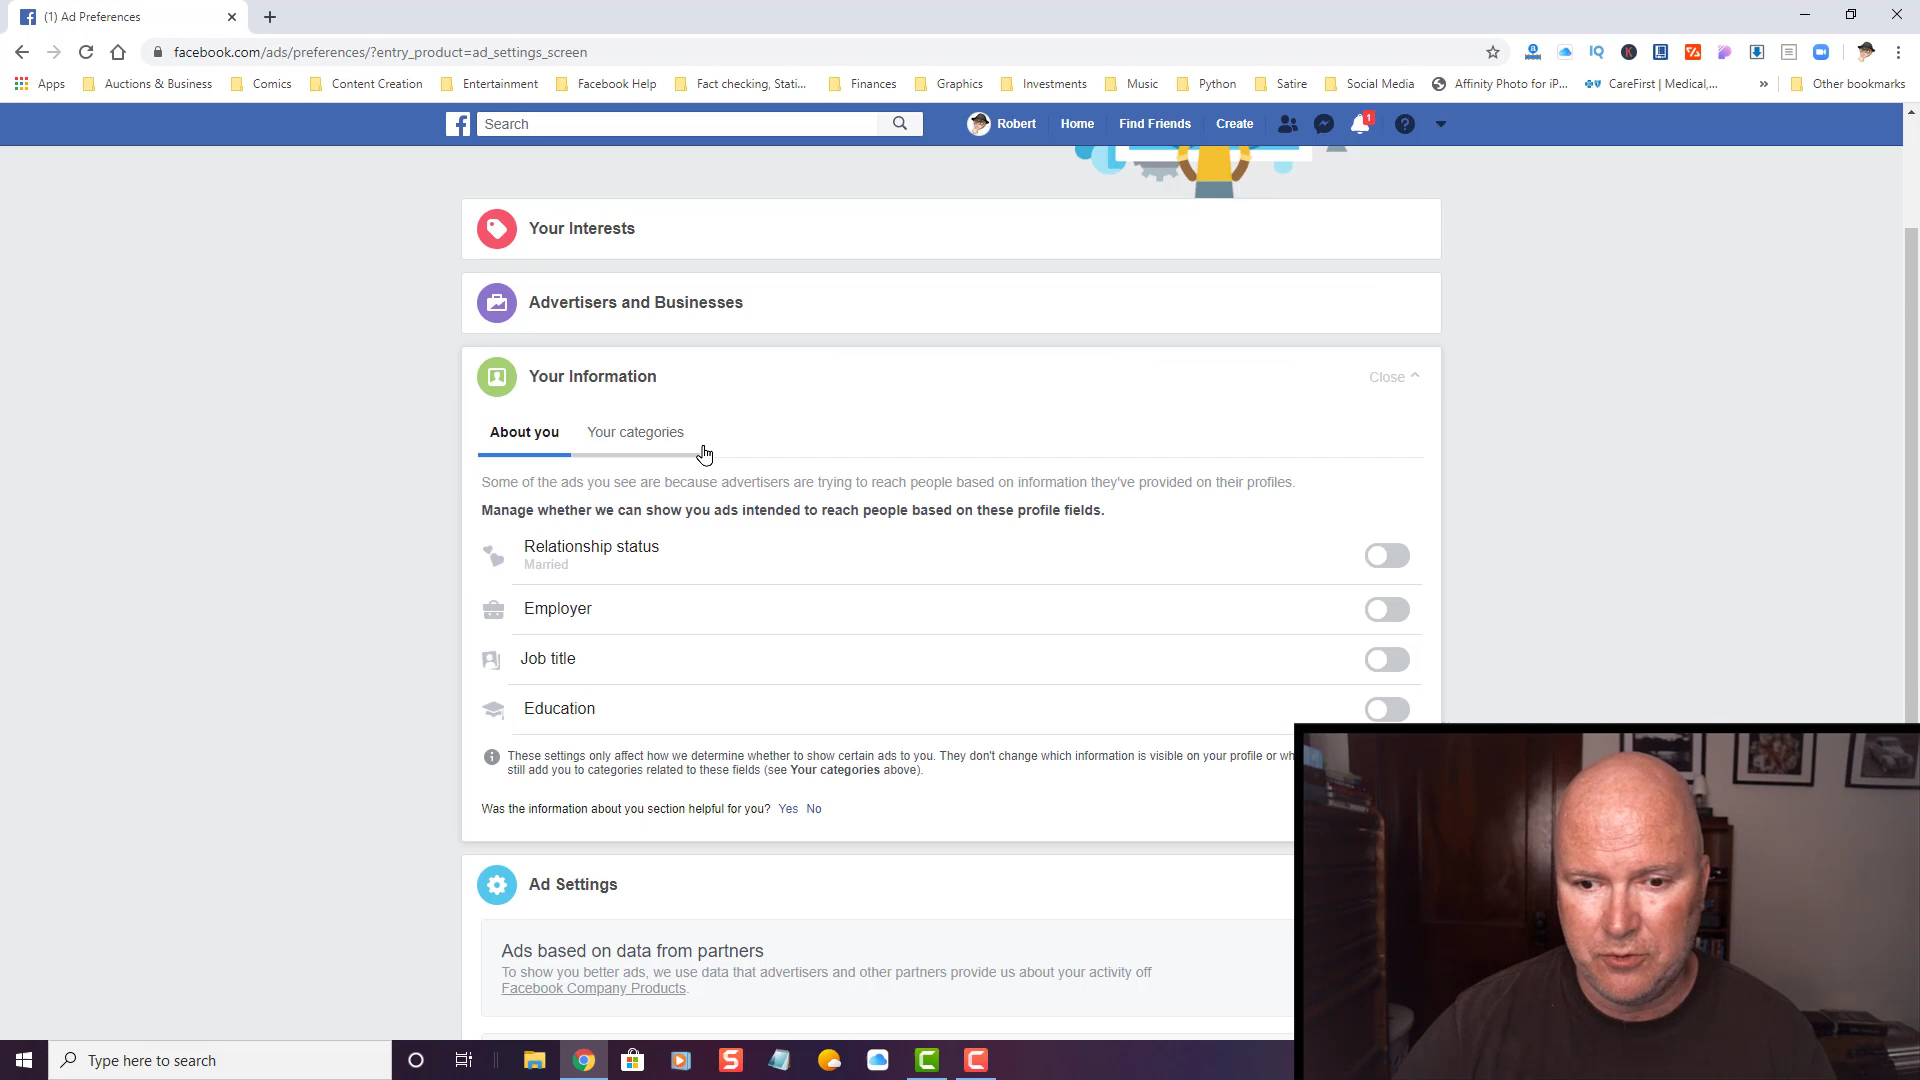 (1) Ad Preferences
facebook.com/ads/preferences/?entry_product=ad_settings_screen
Apps Auctions & Business Comics Content Creation Entertainment Facebook Help Fact checking, Stati... Finances Graphics Investments Music Python Satire Social Media Affinity Photo for iP... CareFirst | Medical,... » Other bookmarks
Search Robert Home Find Friends Create 1
Your Interests
Advertisers and Businesses
Your Information Close
About you Your categories
Some of the ads you see are because advertisers are trying to reach people based on information they've provided on their profiles.
Manage whether we can show you ads intended to reach people based on these profile fields.
Relationship status
Married
Employer
Job title
Education
These settings only affect how we determine whether to show certain ads to you. They don't change which information is visible on your profile or
still add you to categories related to these fields (see Your categories above).
Was the information about you section helpful for you? Yes No
Ad Settings
Ads based on data from partners
To show you better ads, we use data that advertisers and other partners provide us about your activity off
Facebook Company Products.
Type here to search